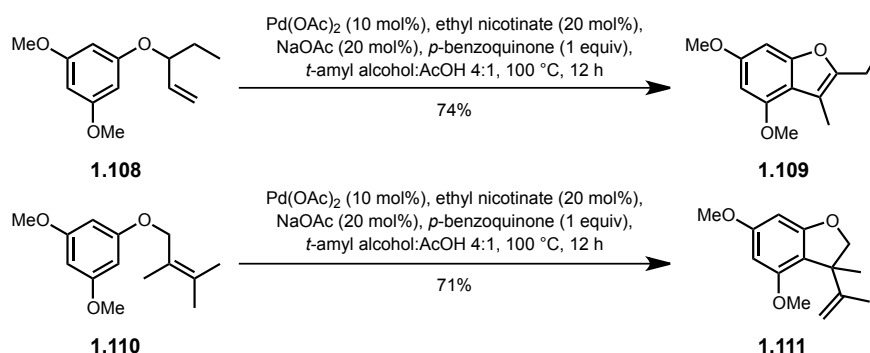 MeO
O
OMe
1.108
Pd(OAc)2 (10 mol%), ethyl nicotinate (20 mol%),
NaOAc (20 mol%), p-benzoquinone (1 equiv),
t-amyl alcohol:AcOH 4:1, 100 °C, 12 h
74%
MeO
O
OMe
1.109
MeO
O
OMe
1.110
Pd(OAc)2 (10 mol%), ethyl nicotinate (20 mol%),
NaOAc (20 mol%), p-benzoquinone (1 equiv),
t-amyl alcohol:AcOH 4:1, 100 °C, 12 h
71%
MeO
O
OMe
1.111